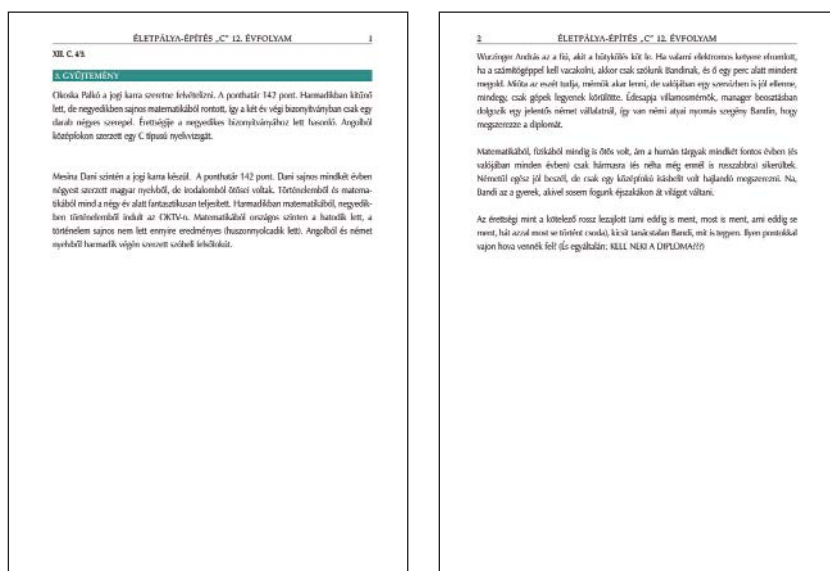 ÉLETPÁLYA-ÉPÍTÉS „C” 12. ÉVFOLYAM 1
XII. C. 4/3.
3. GYŰJTEMÉNY
Okoska Palkó a jogi karra szeretne felvételizni. A ponthatár 142 pont. Harmadikban kitűnő
lett, de negyedikben sajnos matematikából rontott, így a két év végi bizonyítványban csak egy
darab négyes szerepel. Érettségije a negyedikes bizonyítványához lett hasonló. Angolból
középfokon szerzett egy C típusú nyelvvizsgát.
Mesina Dani szintén a jogi karra készül. A ponthatár 142 pont. Dani sajnos mindkét évben
négyest szerzett magyar nyelvből, de irodalomból ötösei voltak. Történelemből és matema-
tikából mind a négy év alatt fantasztikusan teljesített. Harmadikban matematikából, negyedik-
ben történelemből indult az OKTV-n. Matematikából országos szinten a hatodik lett, a
történelem sajnos nem lett ennyire eredményes (huszonnyolcadik lett). Angolból és német
nyelvből harmadik végén szerzett szóbeli felsőfokút.
2 ÉLETPÁLYA-ÉPÍTÉS „C” 12. ÉVFOLYAM
Wurzinger András az a fiú, akit a hűtykölés köt le. Ha valami elektromos ketyere elromlott,
ha a számítógéppel kell vacakolni, akkor csak szólunk Bandinak, és ő egy perc alatt mindent
megold. Mióta az eszét tudja, mérnök akar lenni, de valójában egy szervizben is jól ellenne,
mindegy, csak gépek legyenek körülötte. Édesapja villamosmérnök, manager beosztásban
dolgozik egy jelentős német vállalatnál, így van némi atyai nyomás szegény Bandin, hogy
megszerezze a diplomát.
Matematikából, fizikából mindig is ötös volt, ám a humán tárgyak mindkét fontos évben (és
valójában minden évben) csak hármasra (és néha még ennél is rosszabbra) sikerültek.
Németül egész jól beszél, de csak egy középfokú írásbelit volt hajlandó megszerezni. Na,
Bandi az a gyerek, akivel sosem fogunk éjszakákon át világot váltani.
Az érettségi mint a kötelező rossz lezajlott (ami eddig is ment, most is ment, ami eddig se
ment, hát azzal most se történt csoda), kicsit tanácstalan Bandi, mit is tegyen. Ilyen pontokkal
vajon hova vennék fel? (És egyáltalán: KELL NEKI A DIPLOMA???)